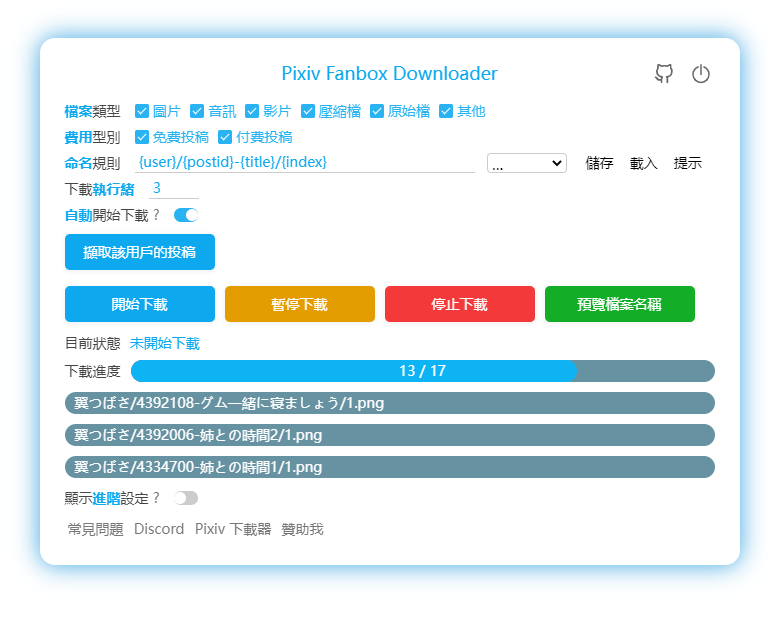 Pixiv Fanbox Downloader
檔案類型 圖片 音訊 影片 壓縮檔 原始檔 其他
費用型別 免費投稿 付費投稿
命名規則 {user}/{postid}-{title}/{index} ... 儲存 載入 提示
下載執行緒 3
自動開始下載 ?
擷取該用戶的投稿
開始下載 暫停下載 停止下載 預覽檔案名稱
目前狀態 未開始下載
下載進度 13 / 17
翼つばさ/4392108-グム一緒に寝ましょう/1.png
翼つばさ/4392006-姉との時間2/1.png
翼つばさ/4334700-姉との時間1/1.png
顯示進階設定 ?
常見問題 Discord Pixiv 下載器 贊助我